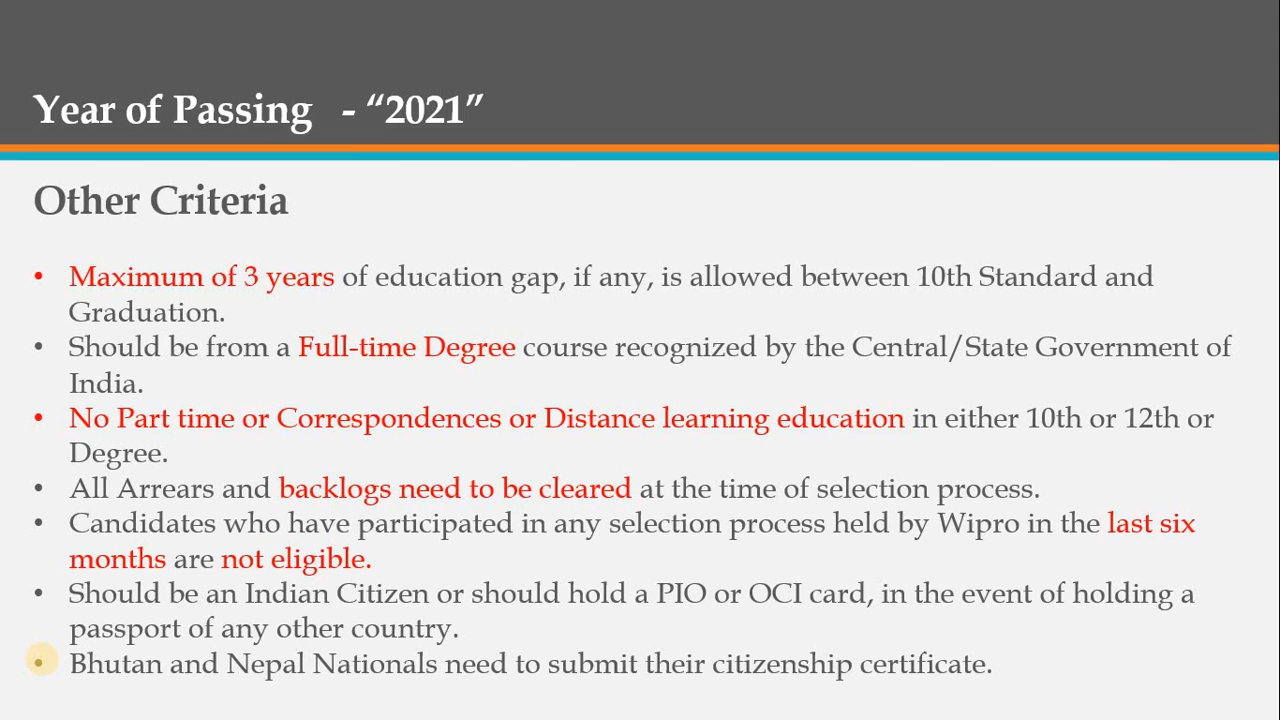 Year of Passing - “2021”
Other Criteria
• Maximum of 3 years of education gap, if any, is allowed between 10th Standard and
Graduation.
• Should be from a Full-time Degree course recognized by the Central/State Government of
India.
• No Part time or Correspondences or Distance learning education in either 10th or 12th or
Degree.
• All Arrears and backlogs need to be cleared at the time of selection process.
• Candidates who have participated in any selection process held by Wipro in the last six
months are not eligible.
• Should be an Indian Citizen or should hold a PIO or OCI card, in the event of holding a
passport of any other country.
• Bhutan and Nepal Nationals need to submit their citizenship certificate.